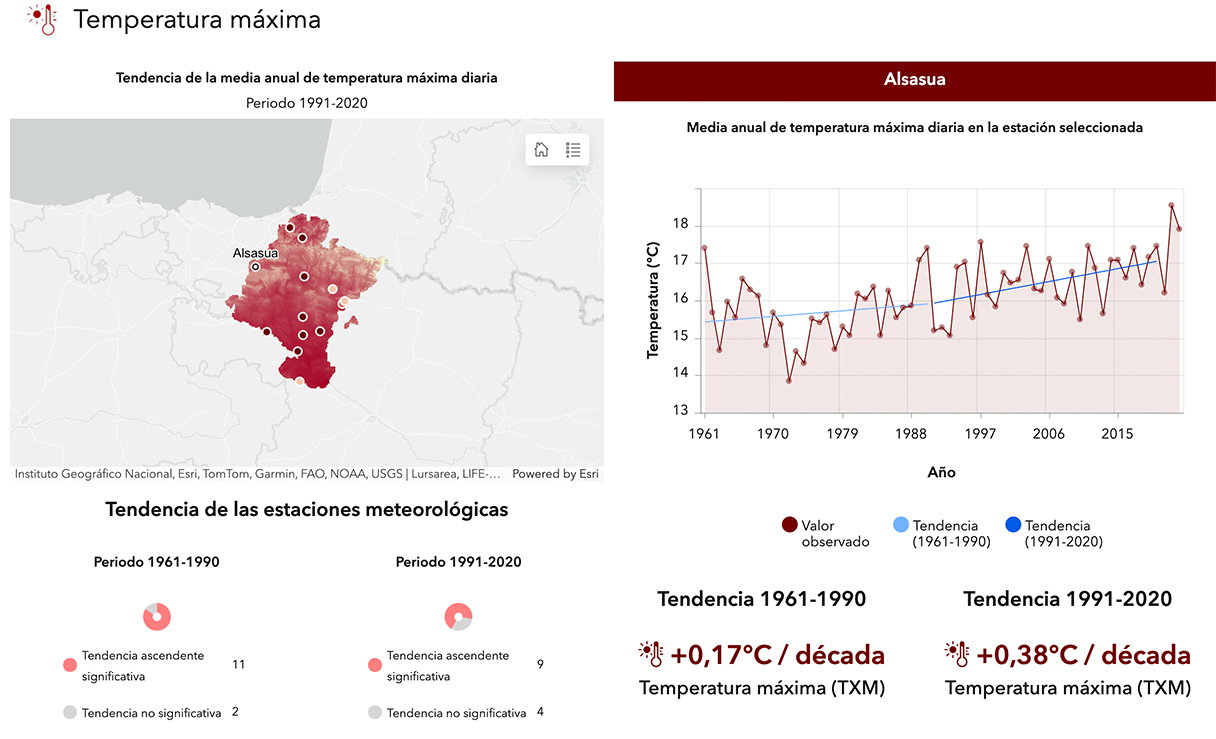 Temperatura máxima
Tendencia de la media anual de temperatura máxima diaria
Periodo 1991-2020
Alsasua
Instituto Geográfico Nacional, Esri, TomTom, Garmin, FAO, NOAA, USGS | Lursarea, LIFE-...
Powered by Esri
Tendencia de las estaciones meteorológicas
Periodo 1961-1990
Tendencia ascendente
significativa
11
Tendencia no significativa
2
Periodo 1991-2020
Tendencia ascendente
significativa
9
Tendencia no significativa
4
Alsasua
Media anual de temperatura máxima diaria en la estación seleccionada
Temperatura (°C)
18
17
16
15
14
13
1961
1970
1979
1988
1997
2006
2015
Año
Valor
observado
Tendencia
(1961-1990)
Tendencia
(1991-2020)
Tendencia 1961-1990
+0,17°C / década
Temperatura máxima (TXM)
Tendencia 1991-2020
+0,38°C / década
Temperatura máxima (TXM)